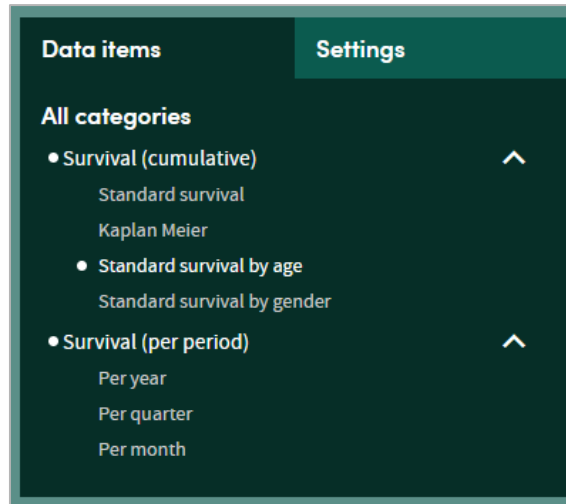 Data items
Settings
All categories
Survival (cumulative)
Standard survival
Kaplan Meier
Standard survival by age
Standard survival by gender
Survival (per period)
Per year
Per quarter
Per month